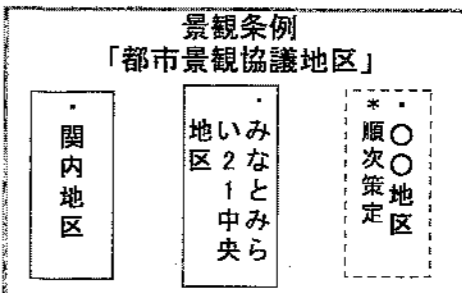 景観条例
「都市景観協議地区」
・関内地区
・みなとみら
い21中央
地区
・〇〇地区
*順次策定